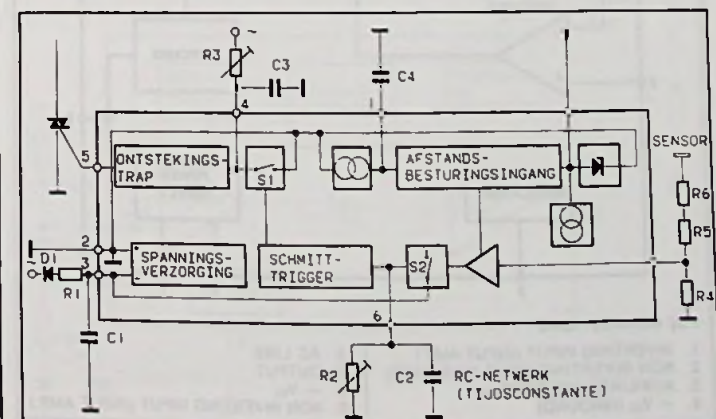 ~
R3
C3
C4
4
1
SENSOR
5
ONTSTEKINGS-
TRAP
S1
AFSTANDS-
BESTURINGSINGANG
R6
R5
2
D1
~
3
R1
+
SPANNINGS-
VERZORGING
-
SCHMITT-
TRIGGER
S2
R4
C1
6
R2
C2
RC-NETWERK
(TIJDSCONSTANTE)